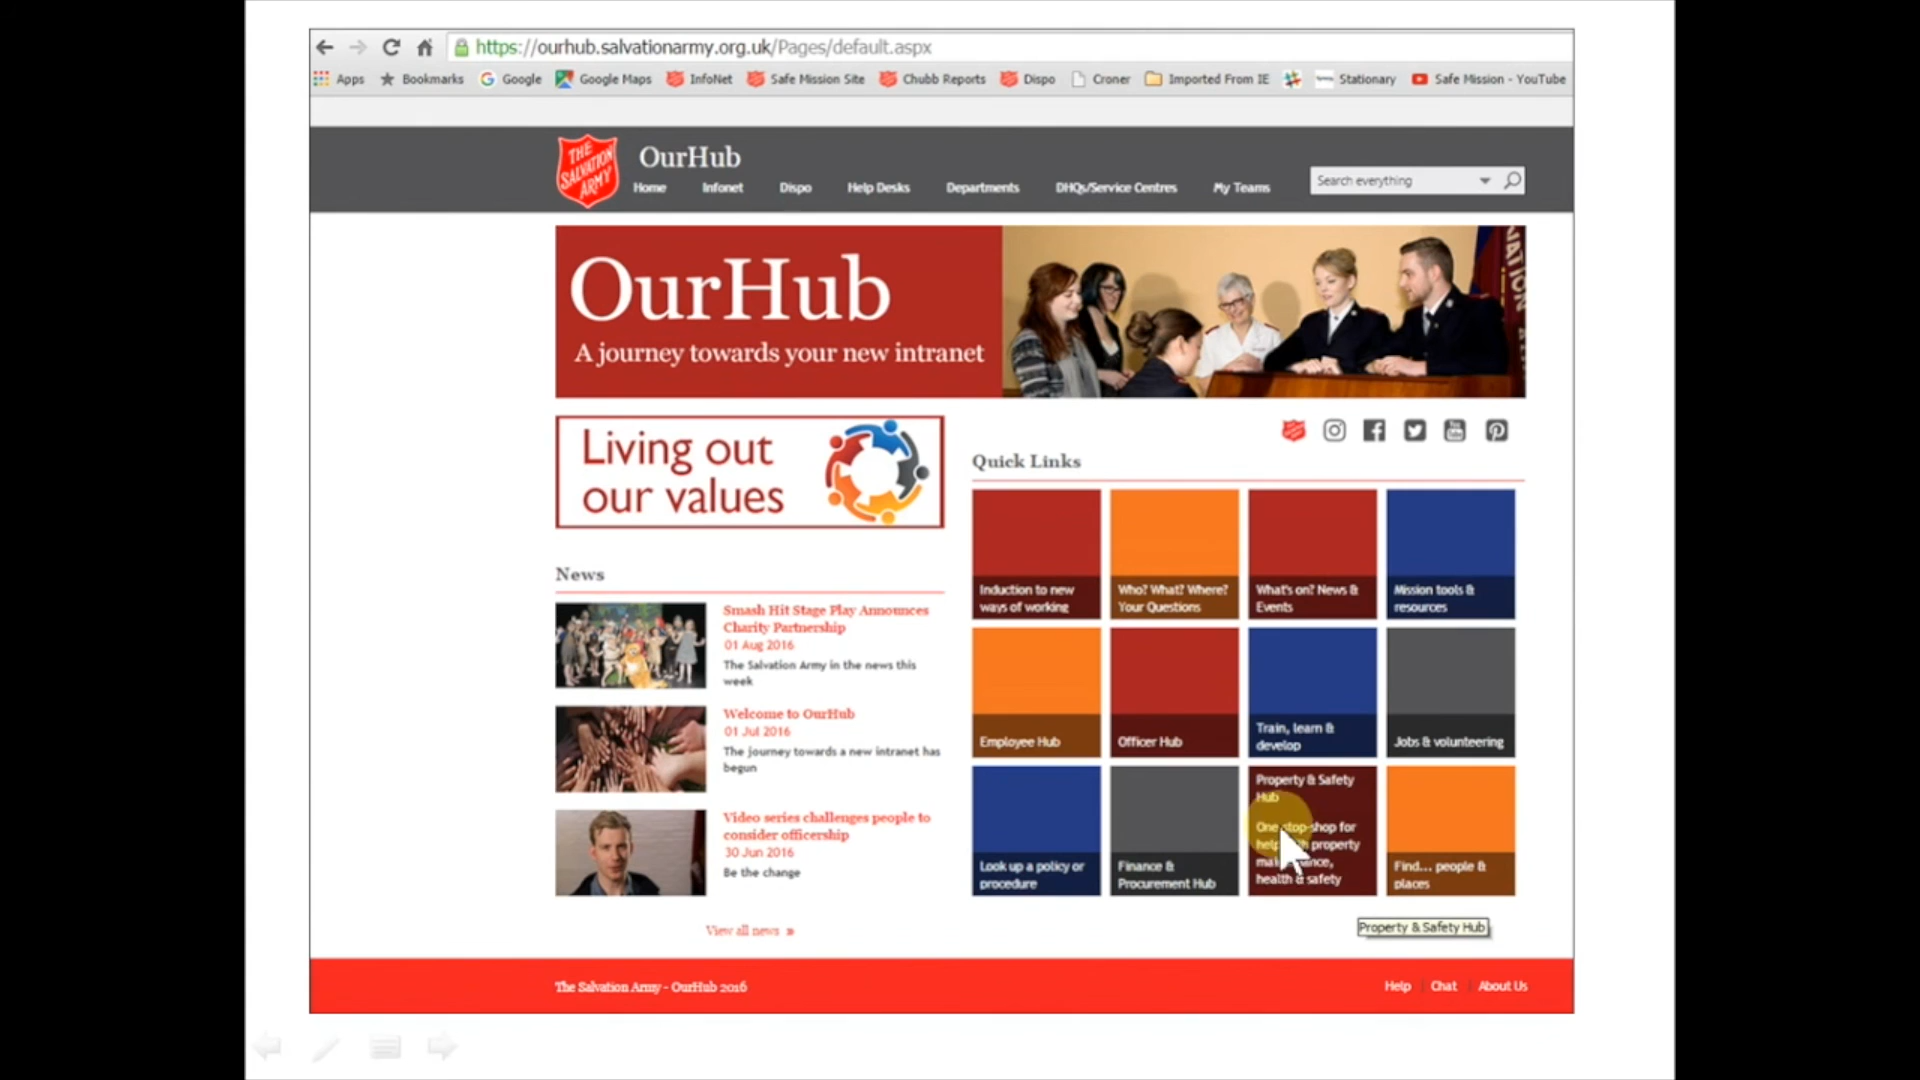 https://ourhub.salvationarmy.org.uk/Pages/default.aspx
Apps Bookmarks Google Google Maps InfoNet Safe Mission Site Chubb Reports Dispo Croner Imported From IE Stationary Safe Mission - YouTube
THE
SALVATION
ARMY
OurHub
Home Infonet Dispo Help Desks Departments DHQs/Service Centres My Teams
Search everything
OurHub
A journey towards your new intranet
Living out
our values
News
Smash Hit Stage Play Announces
Charity Partnership
01 Aug 2016
The Salvation Army in the news this
week
Welcome to OurHub
01 Jul 2016
The journey towards a new intranet has
begun
Video series challenges people to
consider officership
30 Jun 2016
Be the change
View all news »
Quick Links
Induction to new
ways of working
Who? What? Where?
Your Questions
What's on? News &
Events
Mission tools &
resources
Employee Hub
Officer Hub
Train, learn &
develop
Jobs & volunteering
Look up a policy or
procedure
Finance &
Procurement Hub
Property & Safety
Hub
One stop-shop for
property
health & safety
Find... people &
places
Property & Safety Hub
The Salvation Army - OurHub 2016
Help Chat About Us